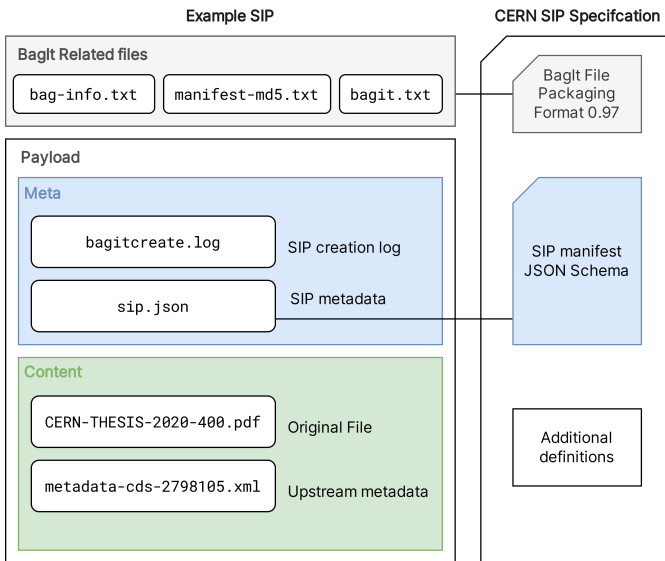 Example SIP
CERN SIP Specifcation
BagIt Related files
bag-info.txt
manifest-md5.txt
bagit.txt
BagIt File
Packaging
Format 0.97
Payload
Meta
bagitcreate.log
SIP creation log
sip.json
SIP metadata
SIP manifest
JSON Schema
Content
CERN-THESIS-2020-400.pdf
Original File
metadata-cds-2798105.xml
Upstream metadata
Additional
definitions